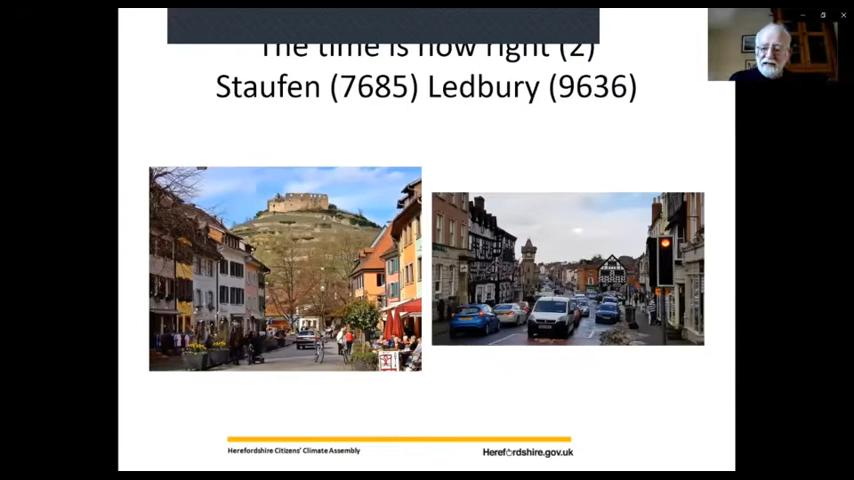 The time is now right (2)
Staufen (7685) Ledbury (9636)
Herefordshire Citizens' Climate Assembly
Herefordshire.gov.uk